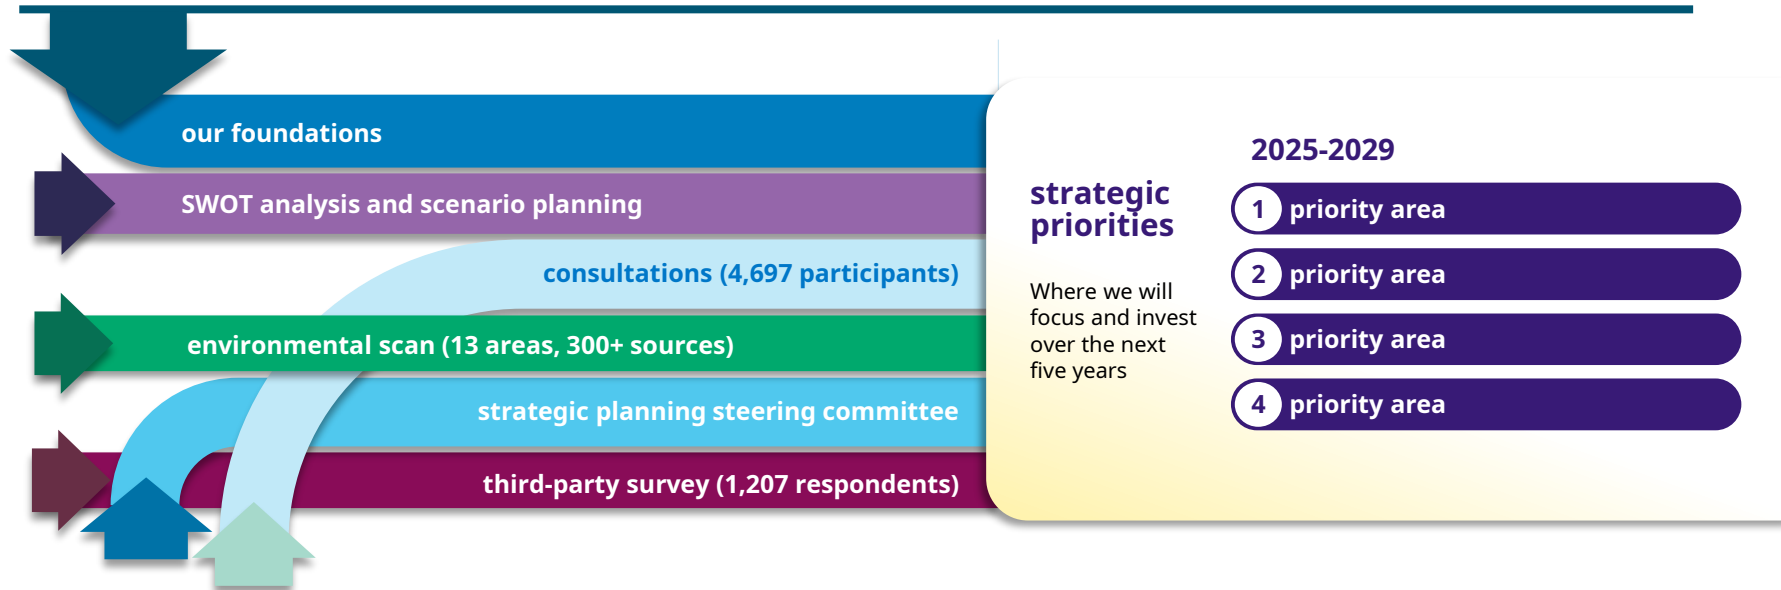 our foundations
SWOT analysis and scenario planning
consultations (4,697 participants)
environmental scan (13 areas, 300+ sources)
strategic planning steering committee
third-party survey (1,207 respondents)
strategic
priorities
Where we will
focus and invest
over the next
five years
2025-2029
1 priority area
2 priority area
3 priority area
4 priority area